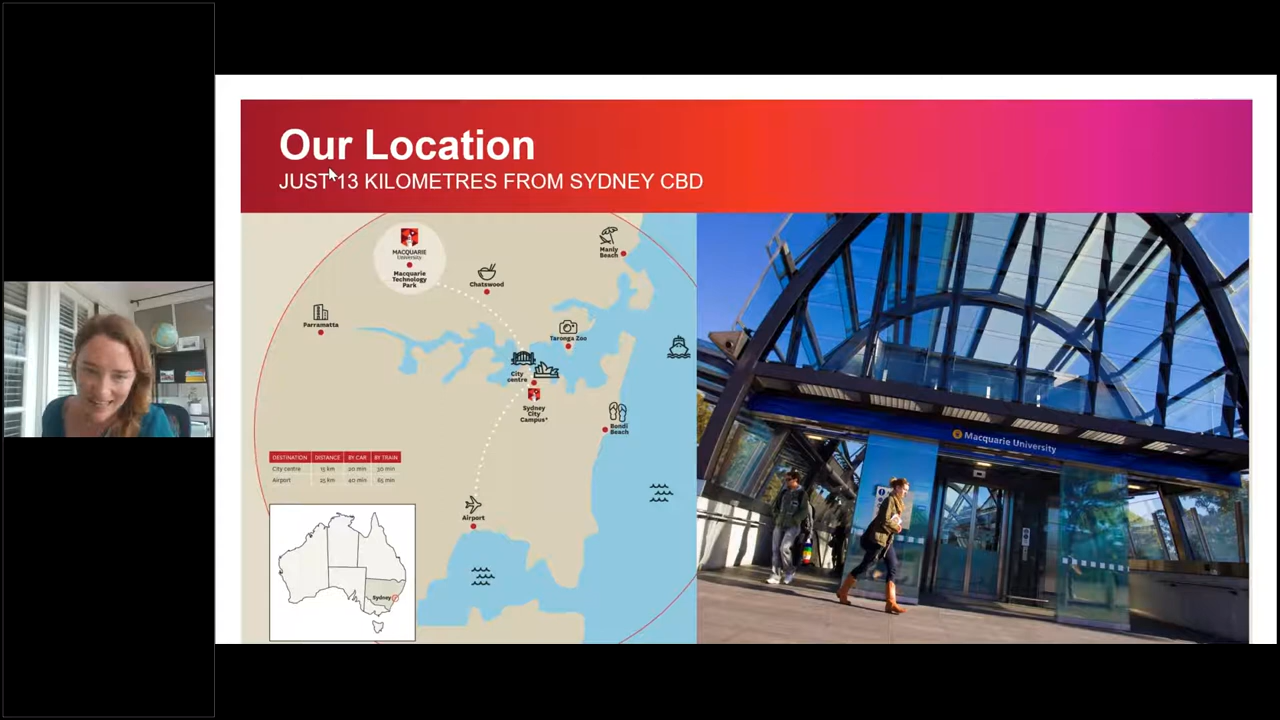 Our Location
JUST 13 KILOMETRES FROM SYDNEY CBD
MACQUARIE
University
Macquarie
Technology
Park
Manly
Beach
Chatswood
Parramatta
Taronga Zoo
City
centre
Sydney
City
Campus*
Bondi
Beach
DESTINATION DISTANCE BY CAR BY TRAIN
City centre 15 km 20 min 30 min
Airport 25 km 40 min 65 min
Airport
Sydney
Macquarie University